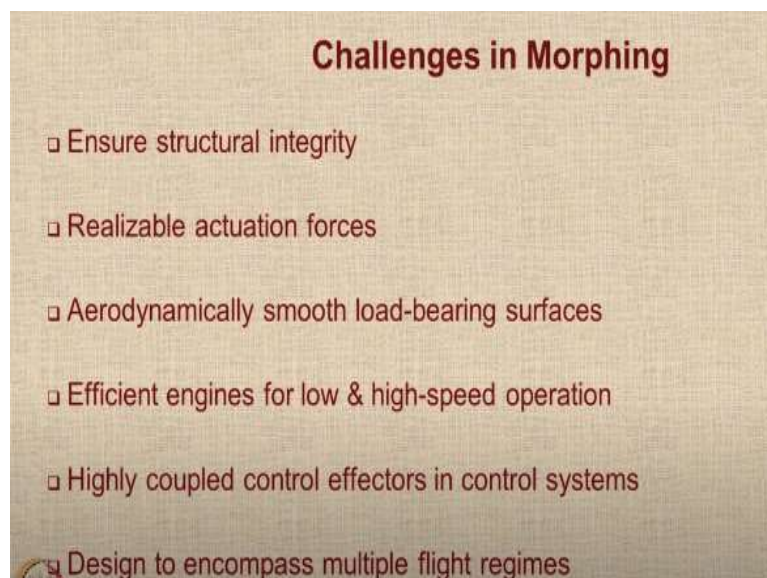 Challenges in Morphing
Ensure structural integrity
Realizable actuation forces
Aerodynamically smooth load-bearing surfaces
Efficient engines for low & high-speed operation
Highly coupled control effectors in control systems
Design to encompass multiple flight regimes